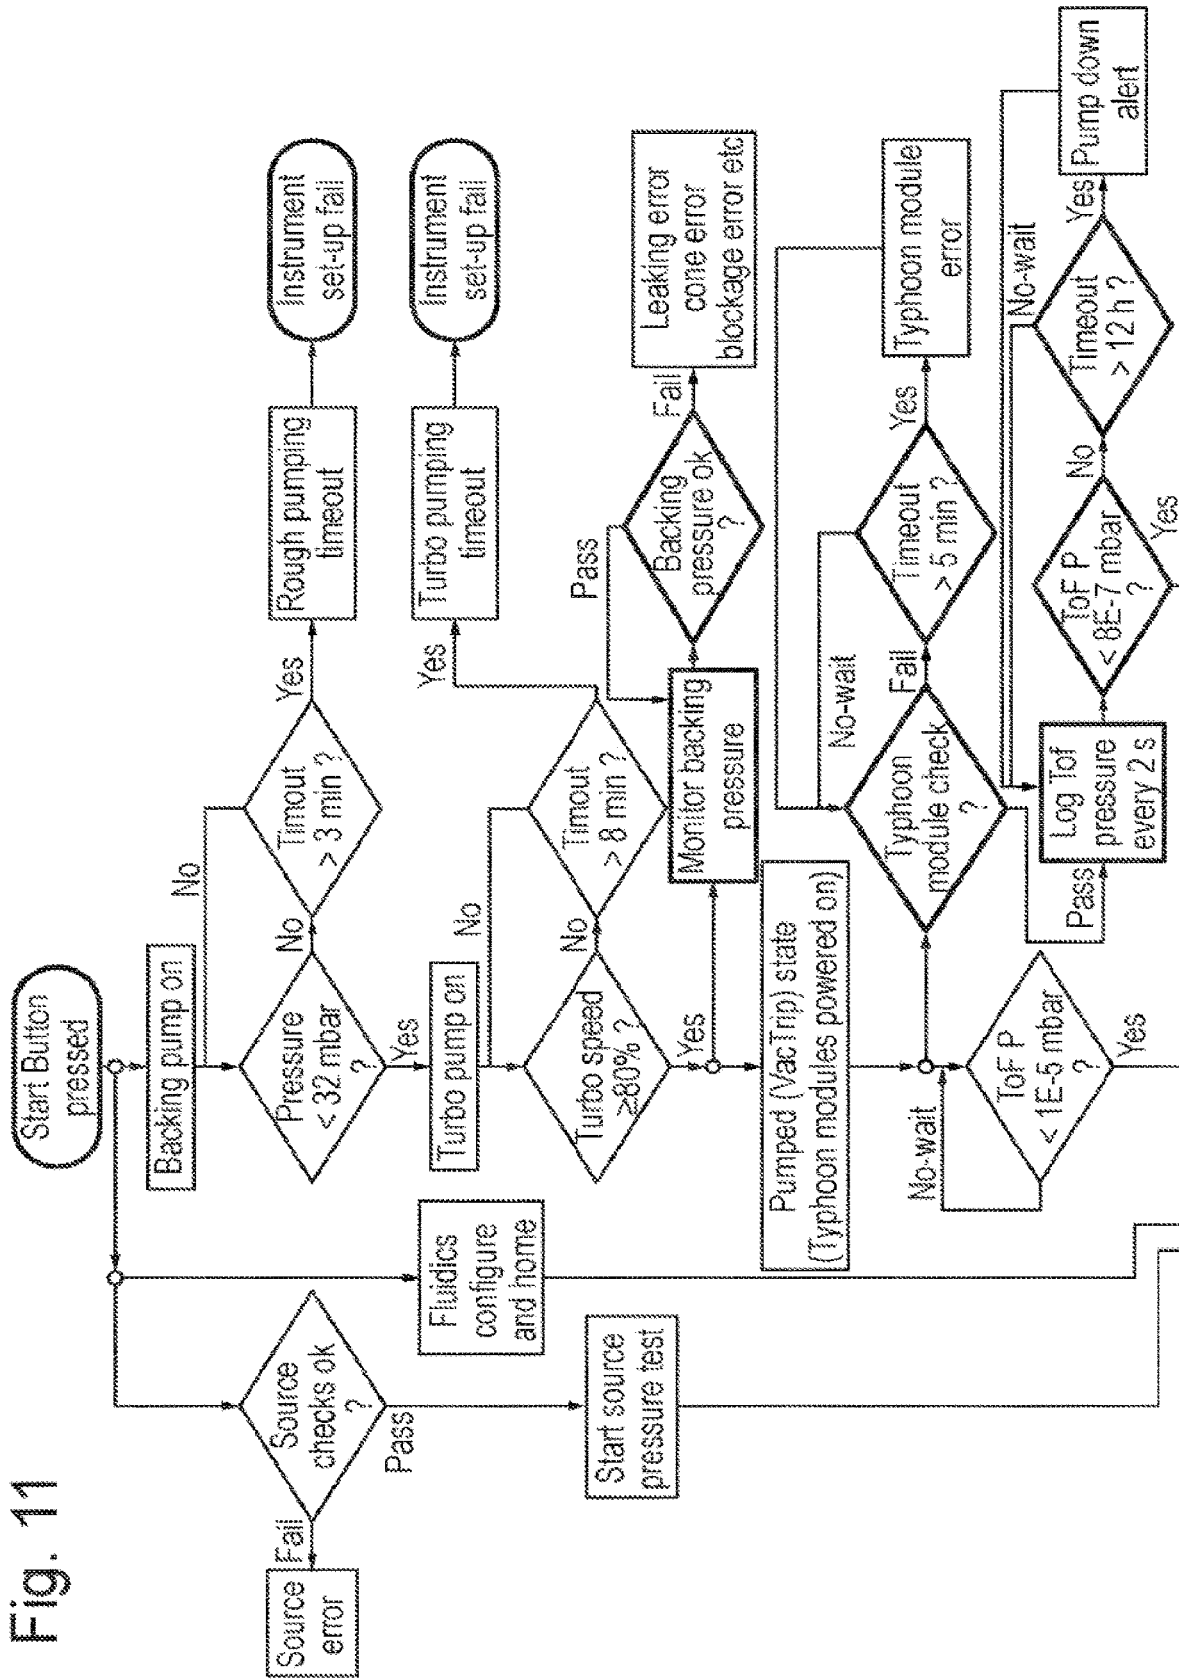 Fig. 11
Start Button
pressed
Backing pump on
No
Pressure
< 32 mbar
?
No
Timout
> 3 min ?
Yes
Rough pumping
timeout
Instrument
set-up fail
Yes
Source
checks ok
?
Fail
Source
error
Pass
Fluidics
configure
and home
Turbo pump on
No
Turbo speed
≥80% ?
No
Timout
> 8 min ?
Yes
Turbo pumping
timeout
Instrument
set-up fail
Yes
Start source
pressure test
Monitor backing
pressure
Pass
Backing
pressure ok
?
Fail
Leaking error
cone error
blockage error etc
Pumped (VacTrip) state
(Typhoon modules powered on)
No-wait
Typhoon
module check
?
Fail
Timeout
> 5 min ?
Yes
Typhoon module
error
Pass
No-wait
ToF P
< 1E-5 mbar
?
Yes
Log Tof
pressure
every 2 s
ToF P
< 8E-7 mbar
?
Yes
No
Timeout
> 12 h ?
No-wait
Yes
Pump down
alert